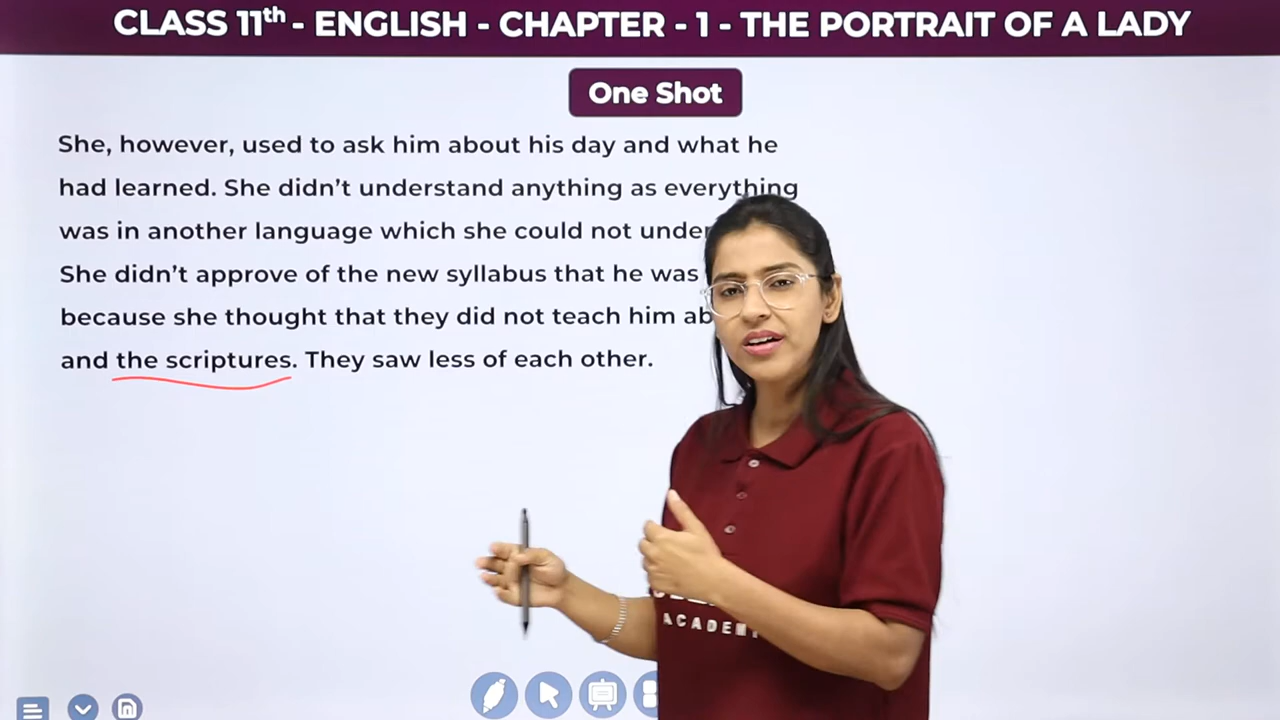 CLASS 11th - ENGLISH - CHAPTER - 1 - THE PORTRAIT OF A LADY
One Shot
She, however, used to ask him about his day and what he
had learned. She didn't understand anything as everything
was in another language which she could not
She didn't approve of the new syllabus that he was
because she thought that they did not teach him
and the scriptures. They saw less of each other.
ACADEMY